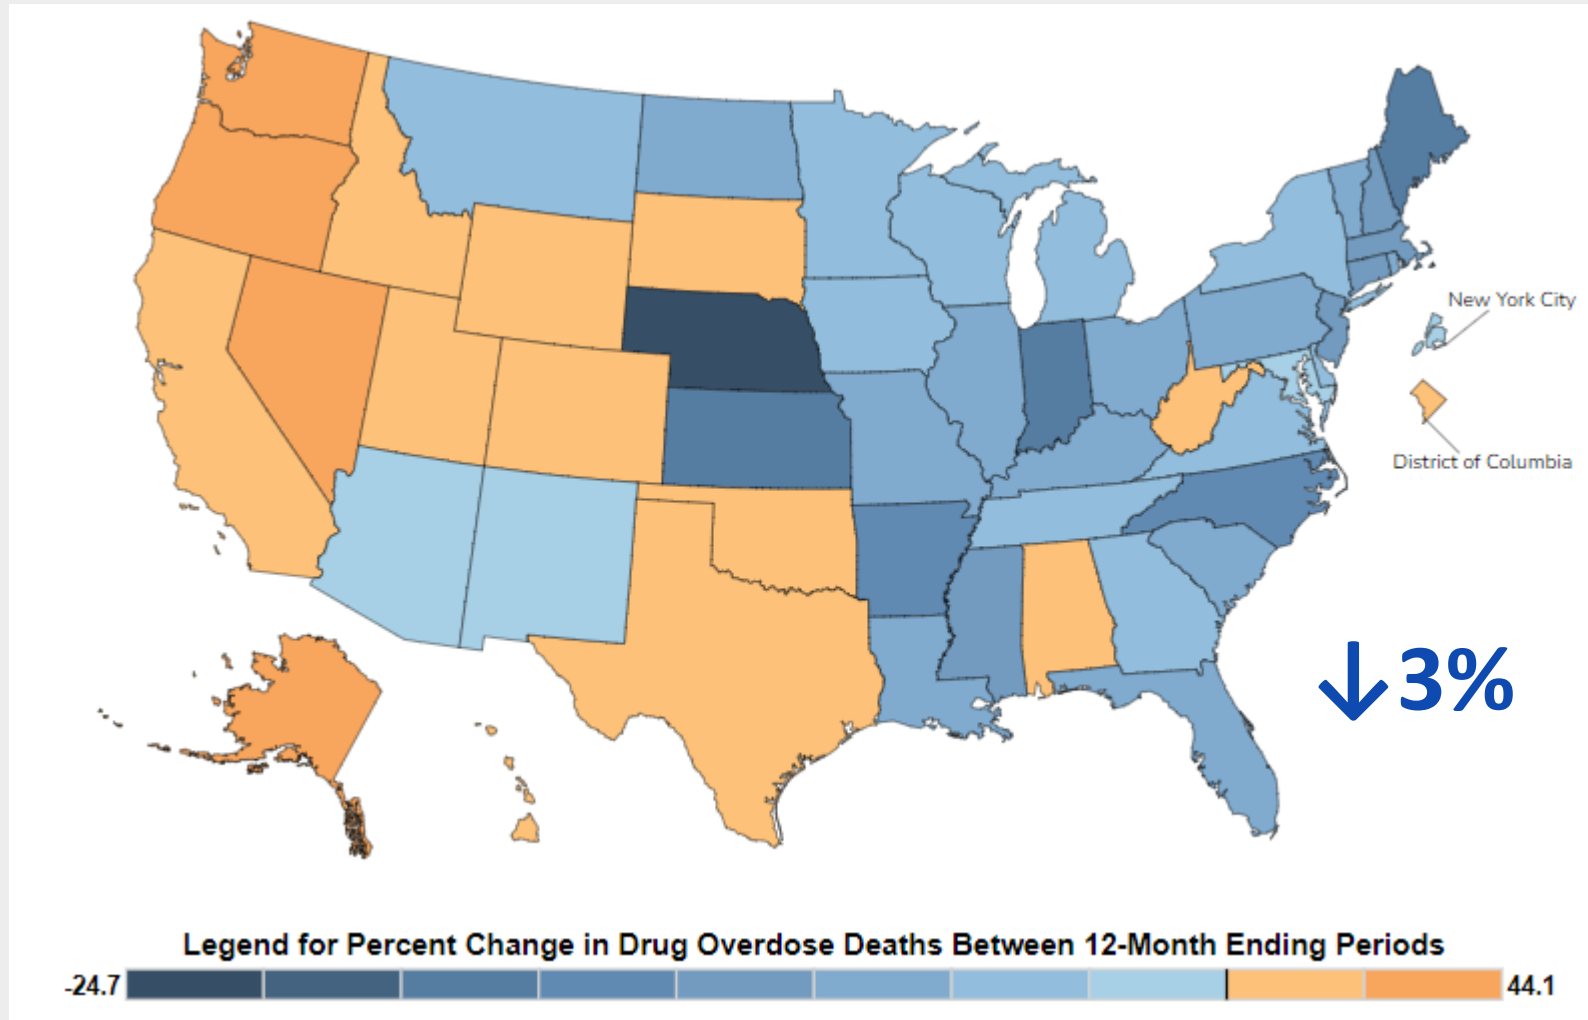 New York City
District of Columbia
↓3%
Legend for Percent Change in Drug Overdose Deaths Between 12-Month Ending Periods
-24.7 44.1